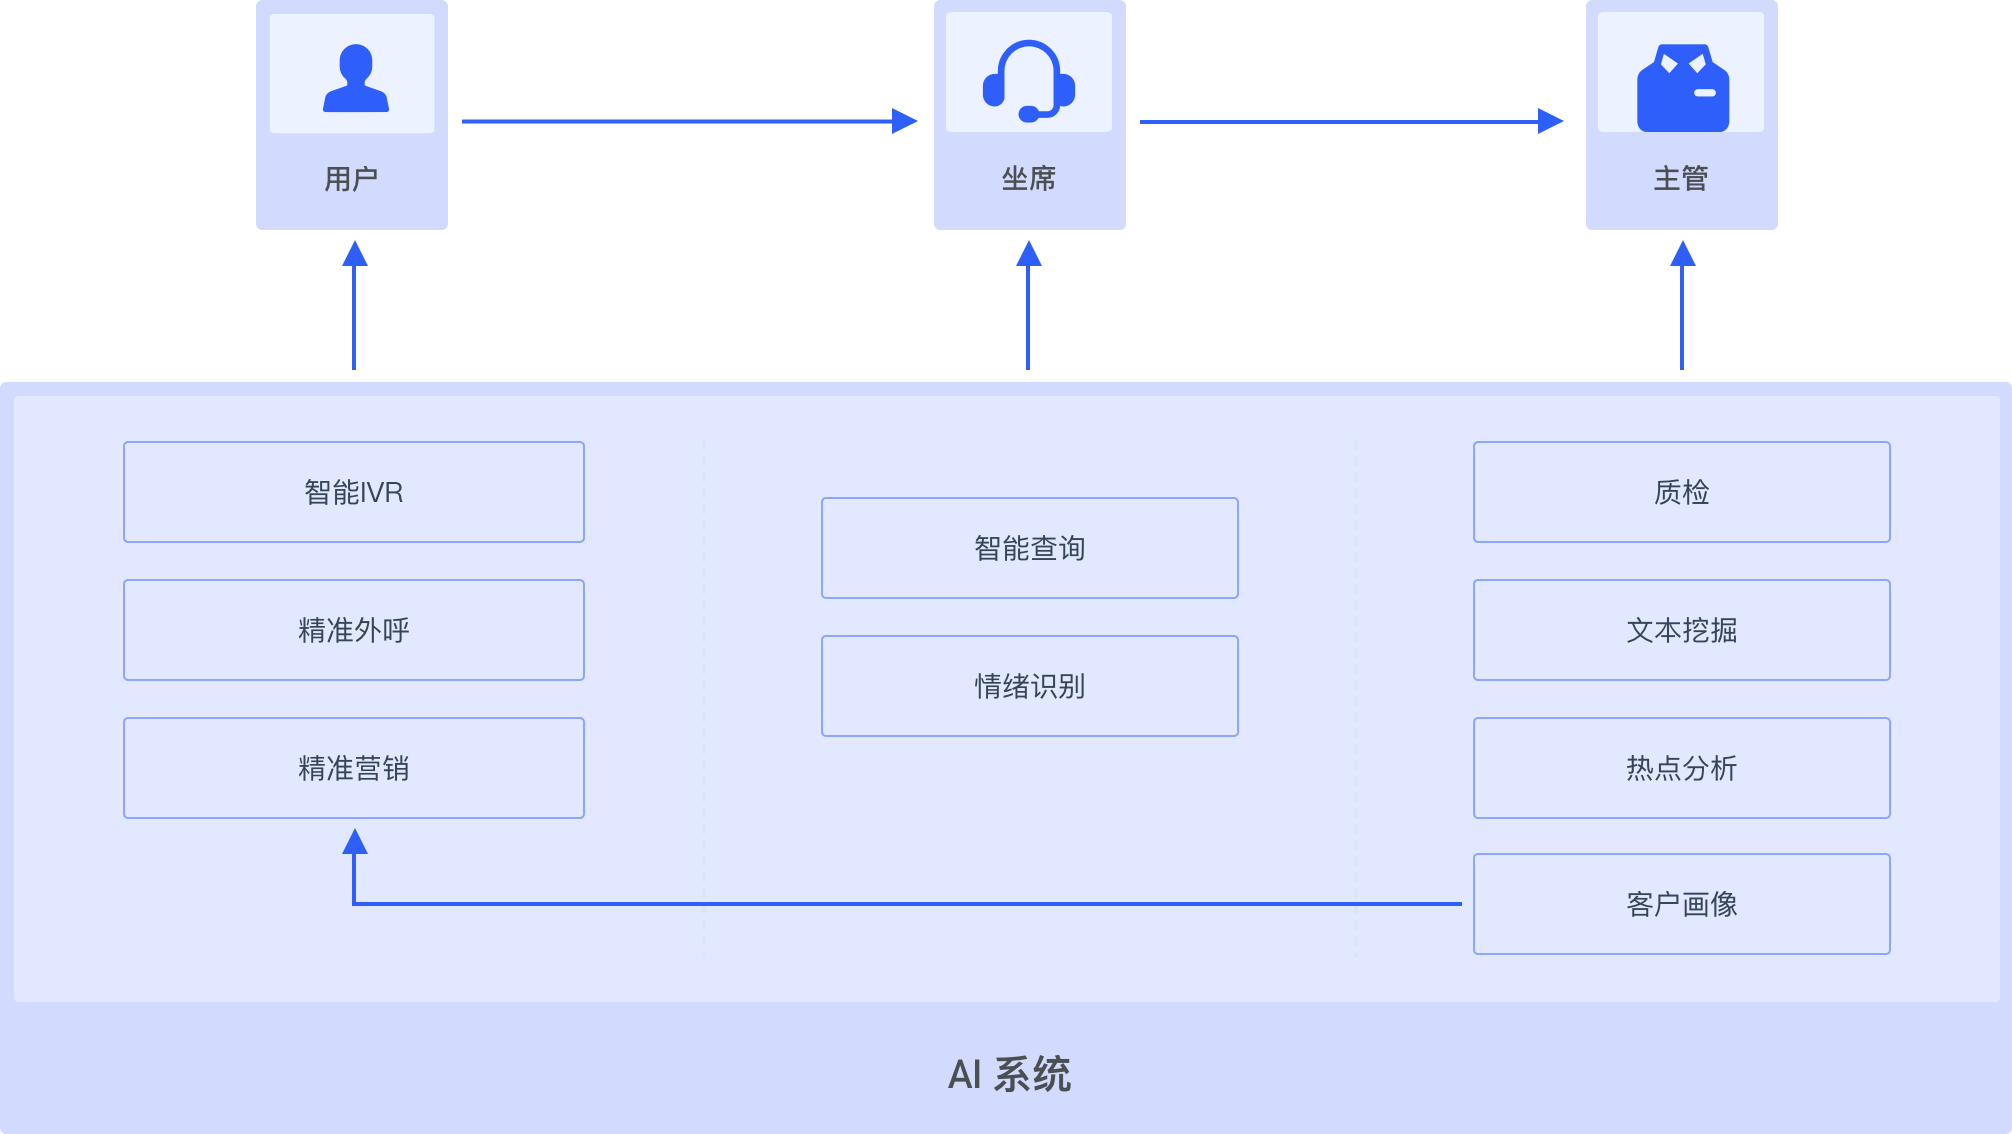 用户
坐席
主管
智能IVR
精准外呼
精准营销
智能查询
情绪识别
质检
文本挖掘
热点分析
客户画像
AI 系统